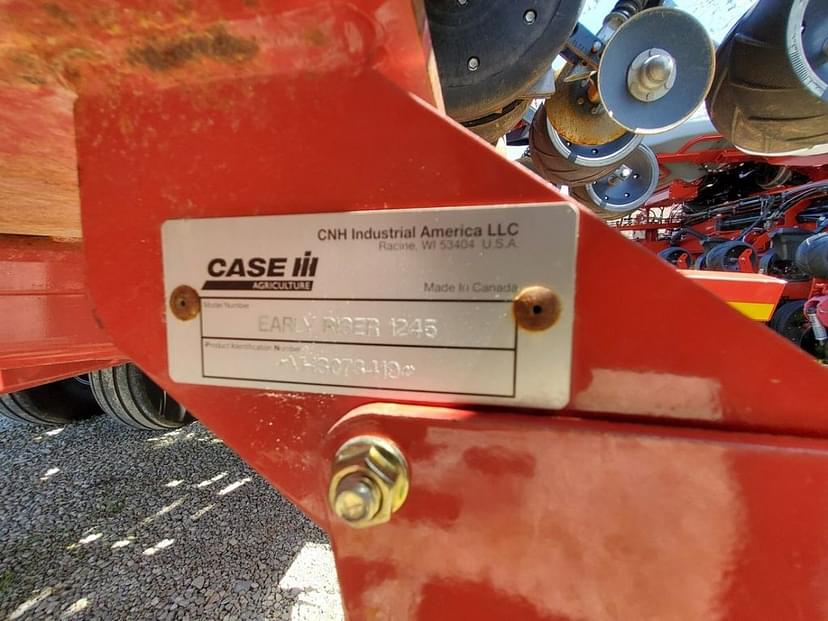 CNH Industrial America LLC
Racine, WI 53404 U.S.A.
CASE IH
AGRICULTURE
Made in Canada
Model Number
EARLY RISER 1245
Product Identification Number